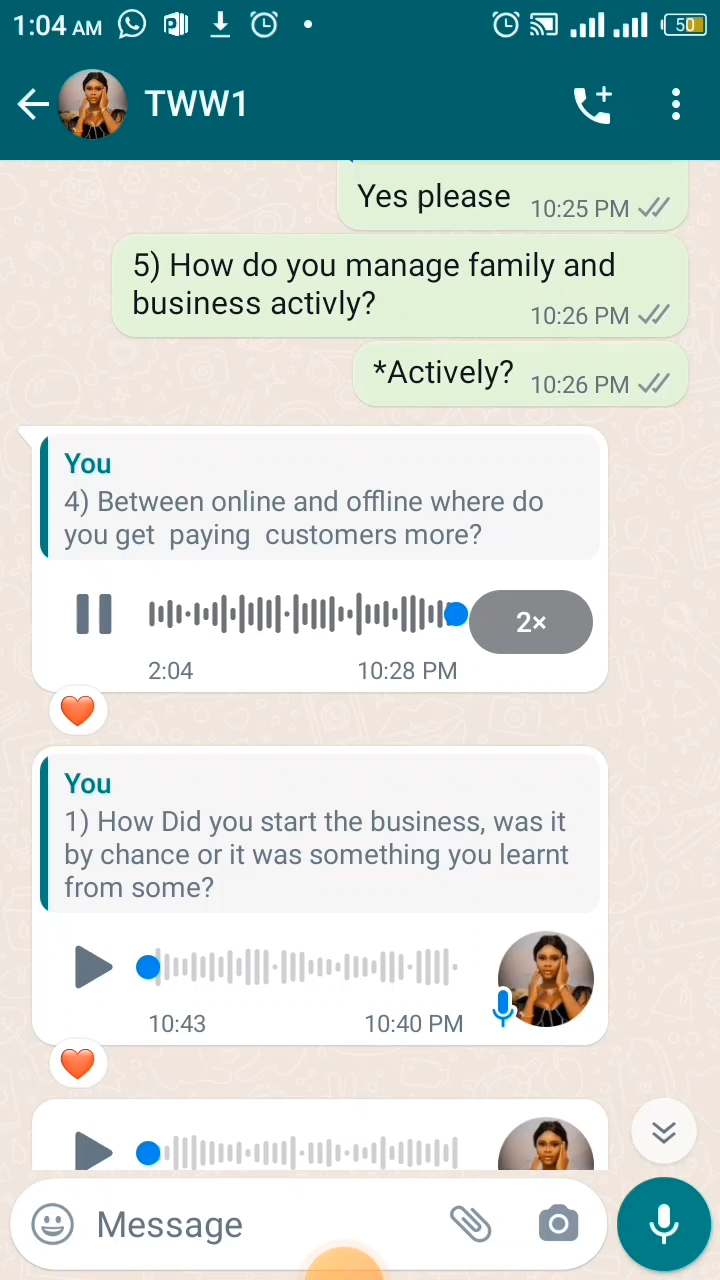 1:04 AM 50
TWW1
Yes please 10:25 PM
5) How do you manage family and
business activly? 10:26 PM
*Actively? 10:26 PM
You
4) Between online and offline where do
you get paying customers more?
2×
2:04 10:28 PM
You
1) How Did you start the business, was it
by chance or it was something you learnt
from some?
10:43 10:40 PM
Message